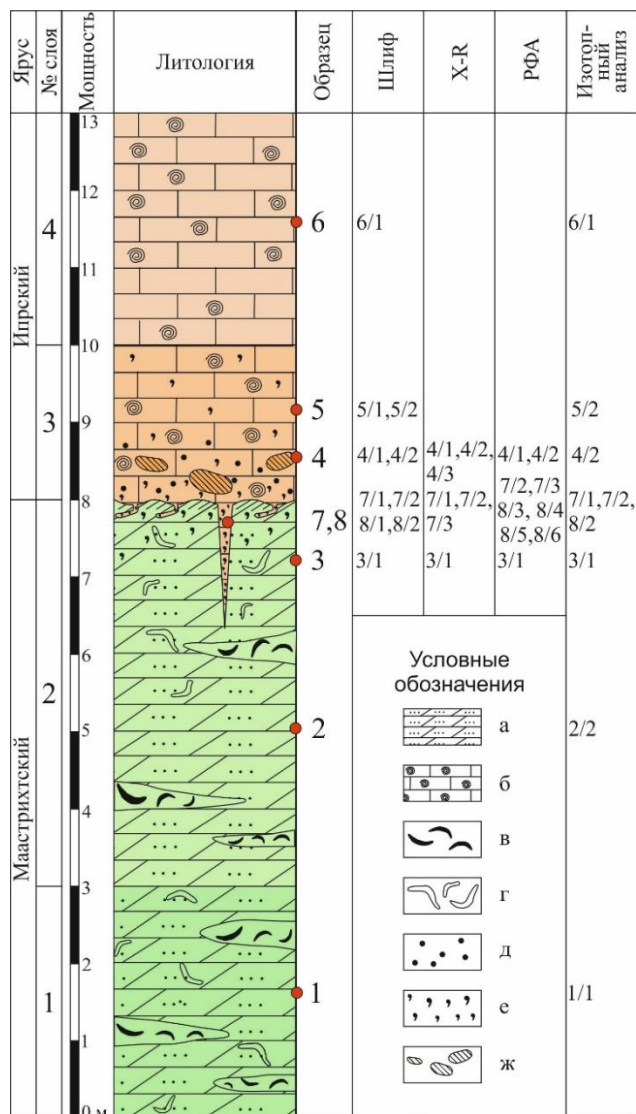 Ярус
№ слоя
Мощность
Литология
Образец
Шлиф
X-R
РФА
Изотоп-
ный
анализ
Ипрский
Маастрихтский
4
3
2
1
13
12
11
10
9
8
7
6
5
4
3
2
1
0 м
6 6/1 6/1
5 5/1,5/2 5/2
4 4/1,4/2 4/1,4/2, 4/1,4/2 4/2
4/3
7/2,7/3
7/1,7/2 7/1,7/2, 8/3, 8/4 7/1,7/2,
7,8 8/1,8/2 7/3 8/5,8/6 8/2
3 3/1 3/1 3/1 3/1
2 2/2
1 1/1
Условные
обозначения
а
б
в
г
д
е
ж